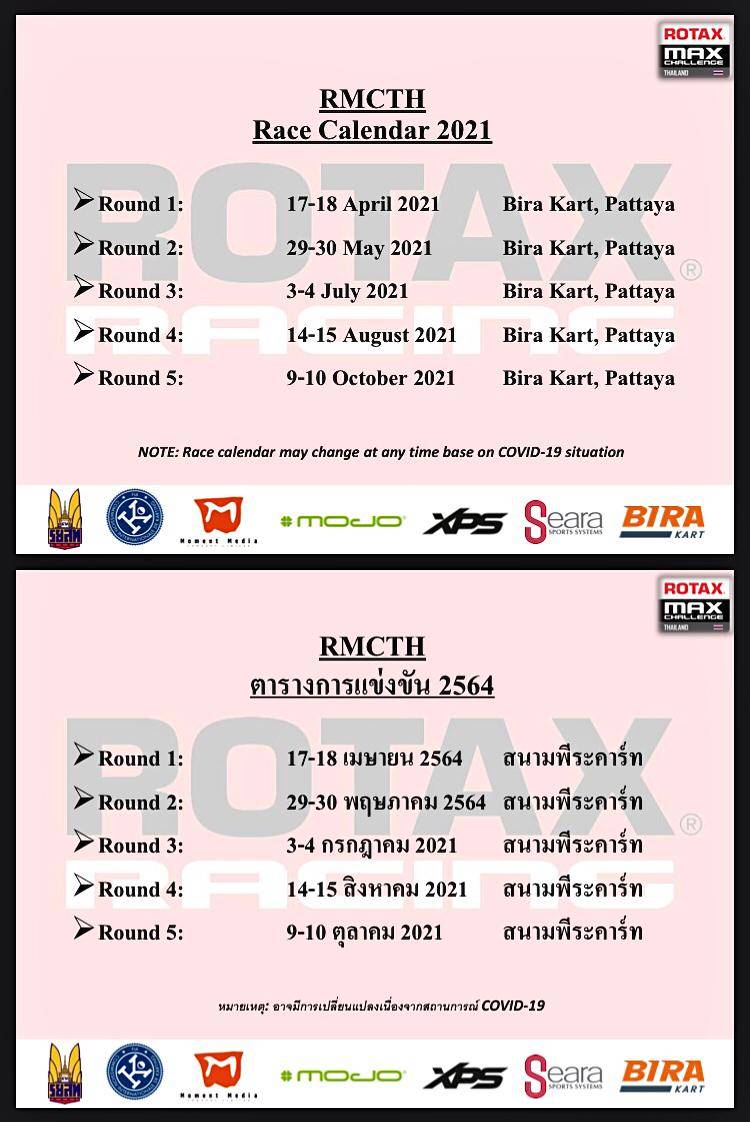 ROTAX
MAX
CHALLENGE
THAILAND
RMCTH
Race Calendar 2021
ROTAX®
RACING
Round 1: 17-18 April 2021 Bira Kart, Pattaya
Round 2: 29-30 May 2021 Bira Kart, Pattaya
Round 3: 3-4 July 2021 Bira Kart, Pattaya
Round 4: 14-15 August 2021 Bira Kart, Pattaya
Round 5: 9-10 October 2021 Bira Kart, Pattaya
NOTE: Race calendar may change at any time base on COVID-19 situation
รยสท Moment Media MOJO XPS Seara SPORTS SYSTEMS BIRA KART
ROTAX
MAX
CHALLENGE
THAILAND
RMCTH
ตารางการแข่งขัน 2564
ROTAX®
RACING
Round 1: 17-18 เมษายน 2564 สนามพีระคาร์ท
Round 2: 29-30 พฤษภาคม 2564 สนามพีระคาร์ท
Round 3: 3-4 กรกฎาคม 2021 สนามพีระคาร์ท
Round 4: 14-15 สิงหาคม 2021 สนามพีระคาร์ท
Round 5: 9-10 ตุลาคม 2021 สนามพีระคาร์ท
หมายเหตุ: อาจมีการเปลี่ยนแปลงเนื่องจากสถานการณ์ COVID-19
รยสท Moment Media MOJO XPS Seara SPORTS SYSTEMS BIRA KART